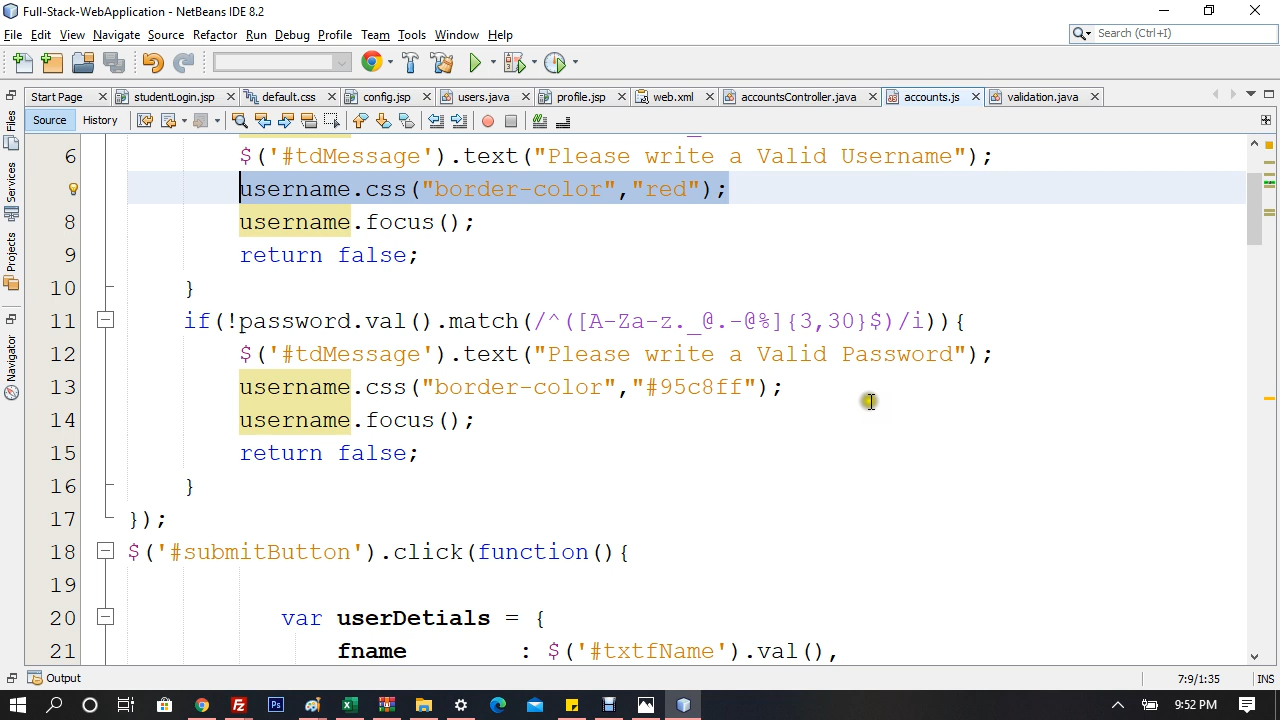 Full-Stack-WebApplication - NetBeans IDE 8.2
File Edit View Navigate Source Refactor Run Debug Profile Team Tools Window Help
Search (Ctrl+I)
Start Page studentLogin.jsp default.css config.jsp users.java profile.jsp web.xml accountsController.java accounts.js validation.java
Source History
Files
Services
Projects
Navigator
6 $('#tdMessage').text("Please write a Valid Username");
username.css("border-color","red");
8 username.focus();
9 return false;
10 }
11 if(!password.val().match(/^([A-Za-z._@.-@%]{3,30}$)/i)){
12 $('#tdMessage').text("Please write a Valid Password");
13 username.css("border-color","#95c8ff");
14 username.focus();
15 return false;
16 }
17 });
18 $('#submitButton').click(function(){
19
20 var userDetials = {
21 fname : $('#txtfName').val(),
Output
7:9/1:35 INS
9:52 PM